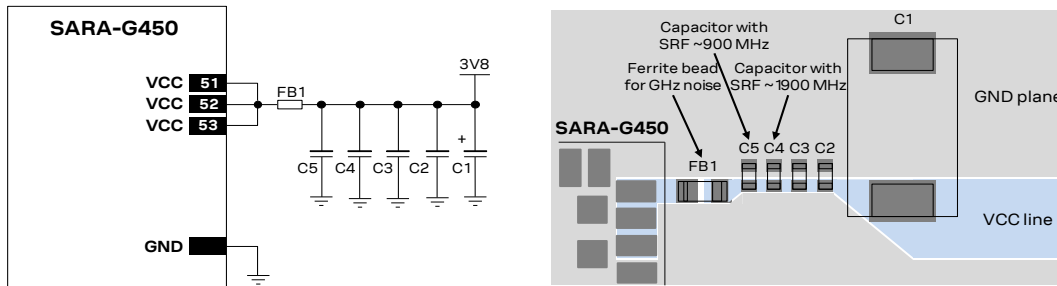 SARA-G450
VCC 51
VCC 52
VCC 53
FB1
3V8
+
C5 C4 C3 C2 C1
GND
Capacitor with
SRF ~900 MHz
Ferrite bead
for GHz noise
Capacitor with
SRF ~1900 MHz
C1
GND plane
SARA-G450
FB1
C5 C4 C3 C2
VCC line